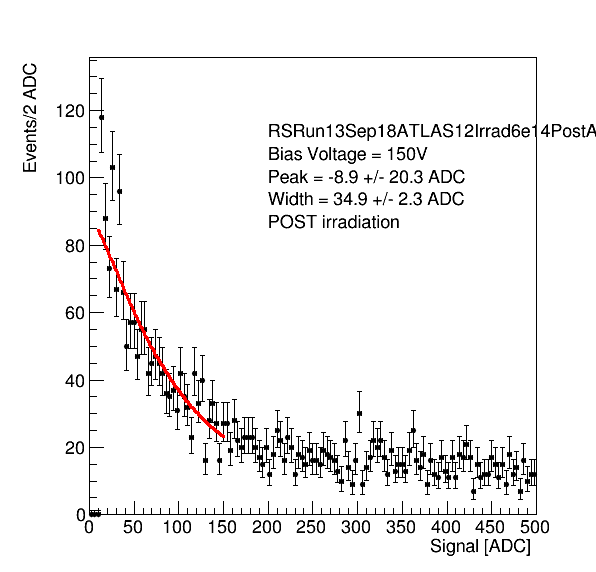 Events/2 ADC
120
100
80
60
40
20
0
RSRun13Sep18ATLAS12Irrad6e14PostA
Bias Voltage = 150V
Peak = -8.9 +/- 20.3 ADC
Width = 34.9 +/- 2.3 ADC
POST irradiation
0 50 100 150 200 250 300 350 400 450 500
Signal [ADC]